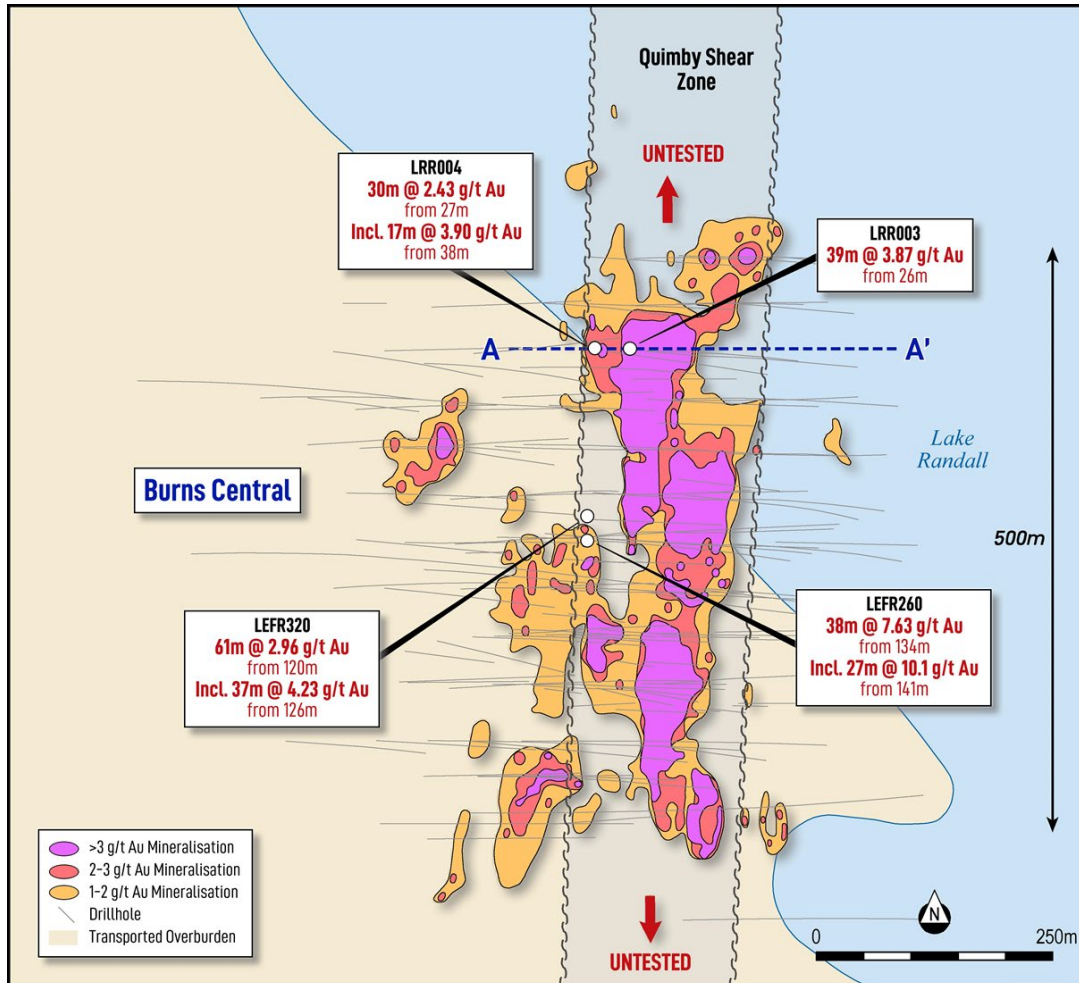 Quimby Shear
Zone
UNTESTED
LRR004
30m @ 2.43 g/t Au
from 27m
Incl. 17m @ 3.90 g/t Au
from 38m
LRR003
39m @ 3.87 g/t Au
from 26m
A
A'
Lake
Randall
Burns Central
500m
LEFR320
61m @ 2.96 g/t Au
from 120m
Incl. 37m @ 4.23 g/t Au
from 126m
LEFR260
38m @ 7.63 g/t Au
from 134m
Incl. 27m @ 10.1 g/t Au
from 141m
>3 g/t Au Mineralisation
2-3 g/t Au Mineralisation
1-2 g/t Au Mineralisation
Drillhole
Transported Overburden
UNTESTED
N
0
250m